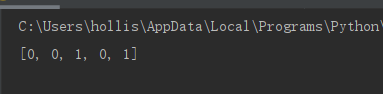 C:\Users\hollis\AppData\Local\Programs\Python\
[0, 0, 1, 0, 1]